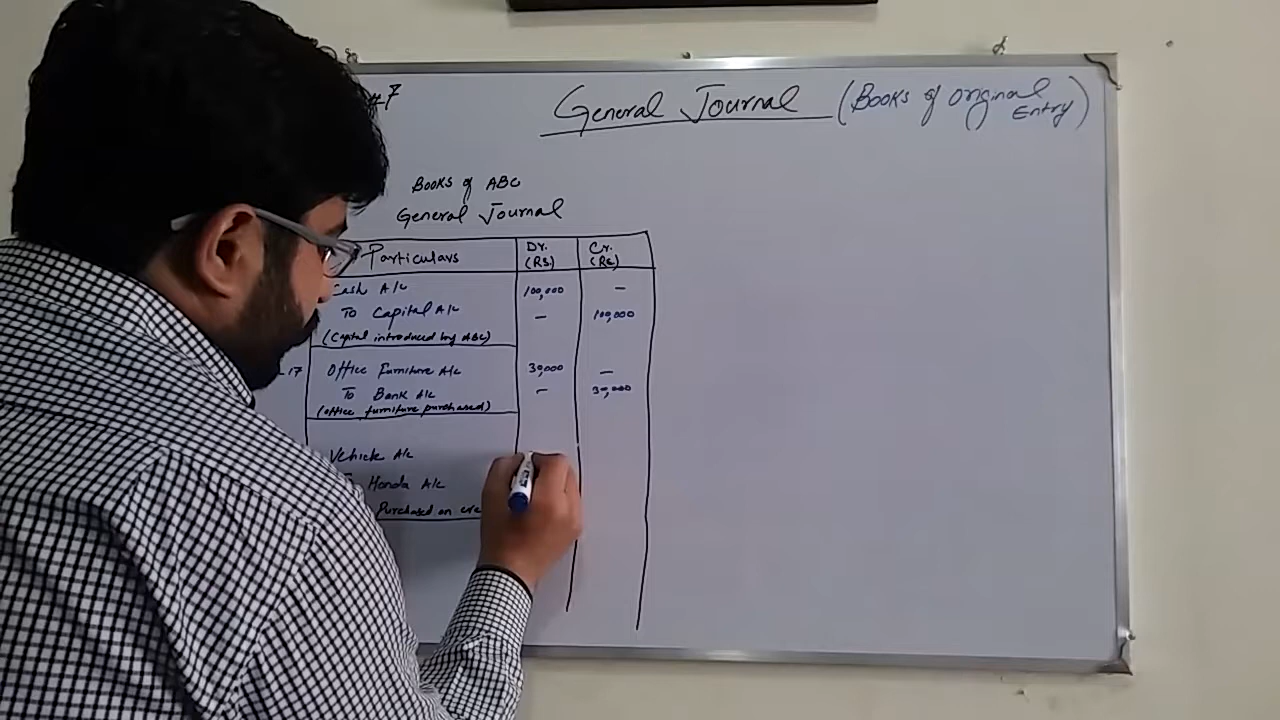 #7
General Journal (Books of Original Entry)
Books of ABC
General Journal
Particulars Dr. (Rs) Cr. (Rs)
Cash A/c 100,000 –
To Capital A/c – 100,000
(Capital introduced by ABC)
17 Office Furniture A/c 30,000 –
To Bank A/c – 30,000
(office furniture purchased)
Vehicle A/c
Honda A/c
Purchased on